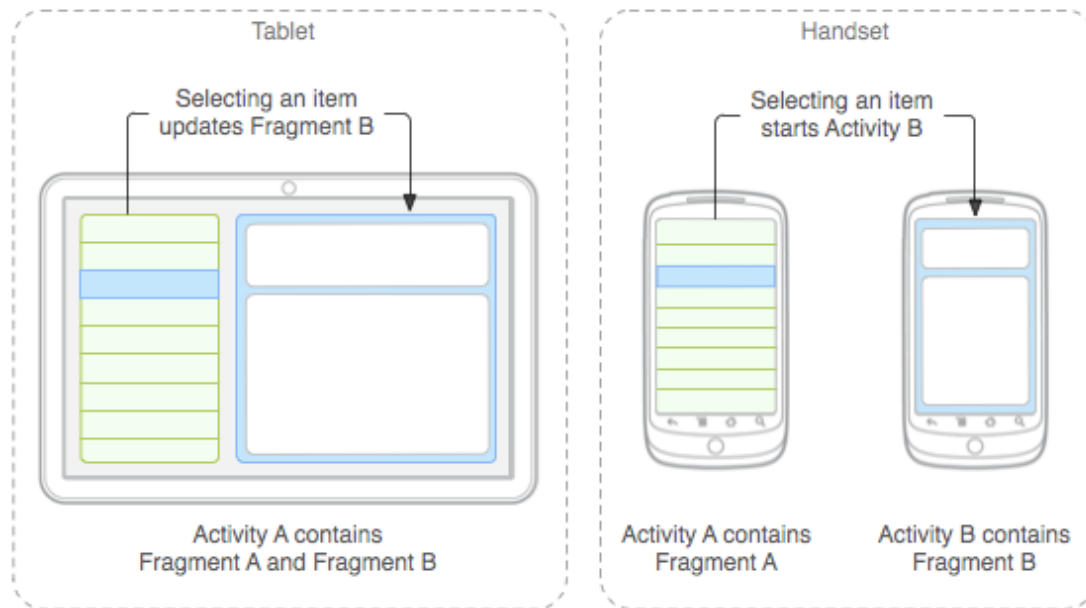 Tablet
Selecting an item
updates Fragment B
Activity A contains
Fragment A and Fragment B
Handset
Selecting an item
starts Activity B
Activity A contains
Fragment A
Activity B contains
Fragment B